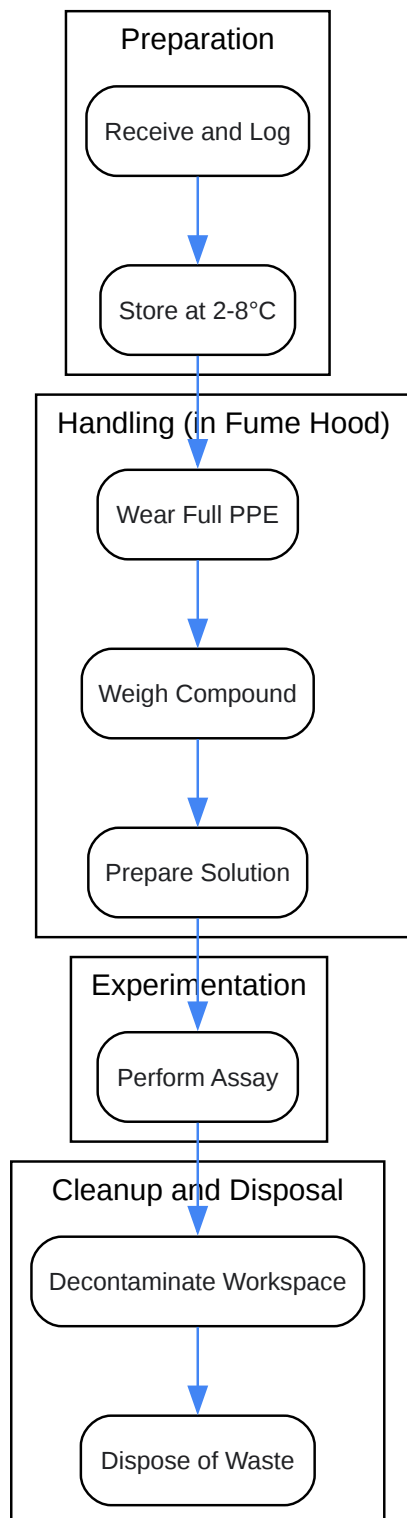 Preparation
Receive and Log
Store at 2-8°C
Handling (in Fume Hood)
Wear Full PPE
Weigh Compound
Prepare Solution
Experimentation
Perform Assay
Cleanup and Disposal
Decontaminate Workspace
Dispose of Waste